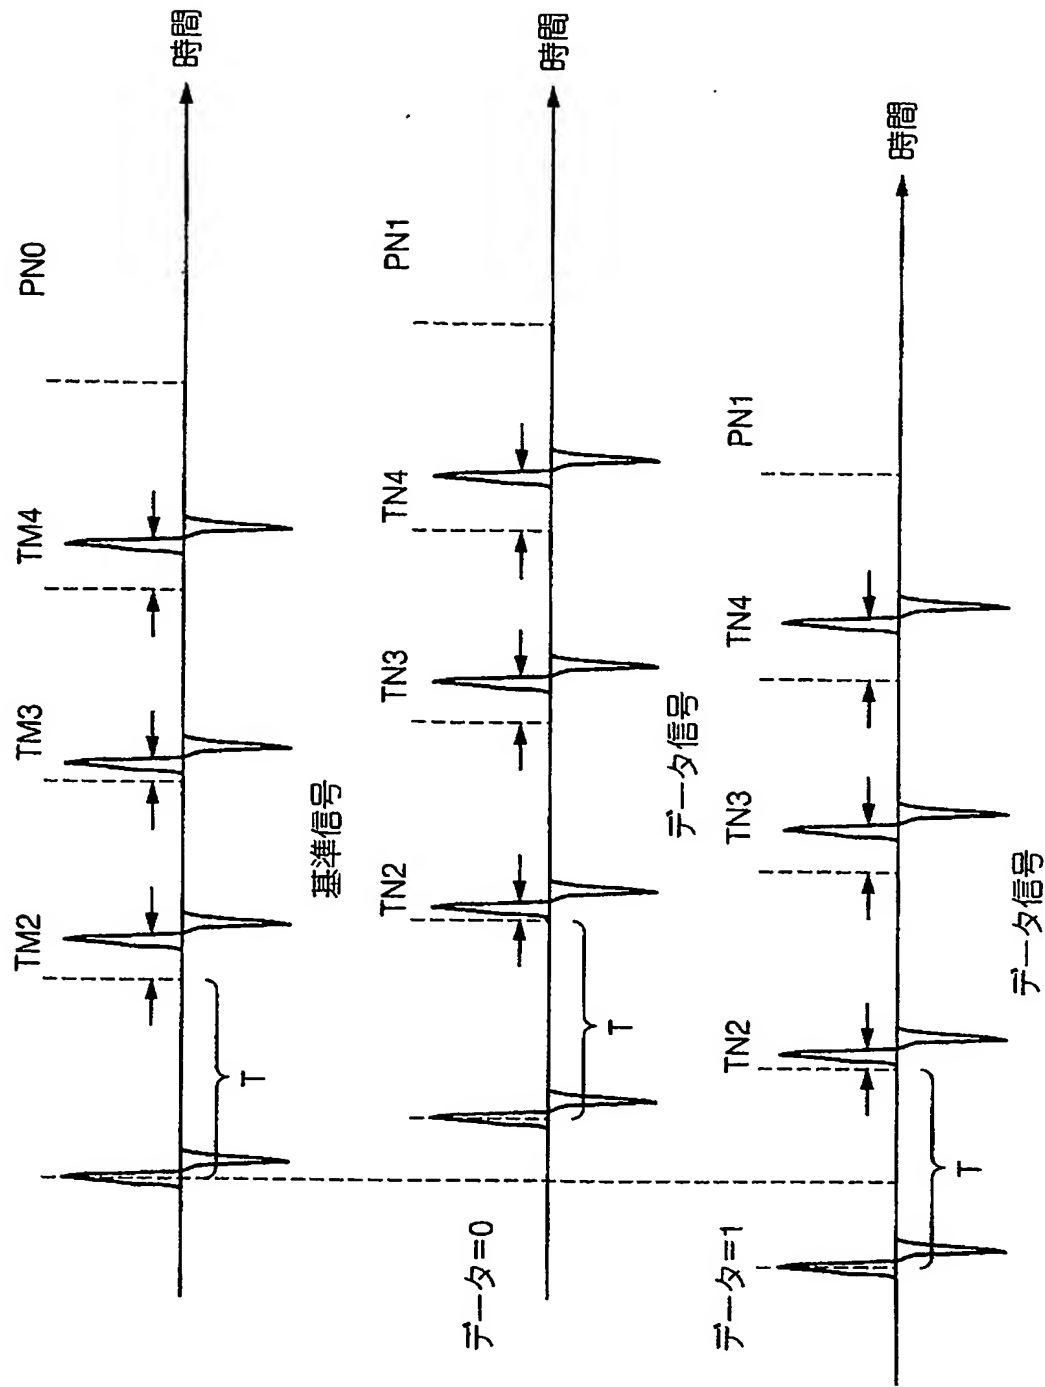 PN0
TM2
TM3
TM4
時間
T
基準信号
データ=0
PN1
TN2
TN3
TN4
時間
T
データ信号
データ=1
PN1
TN2
TN3
TN4
時間
T
データ信号